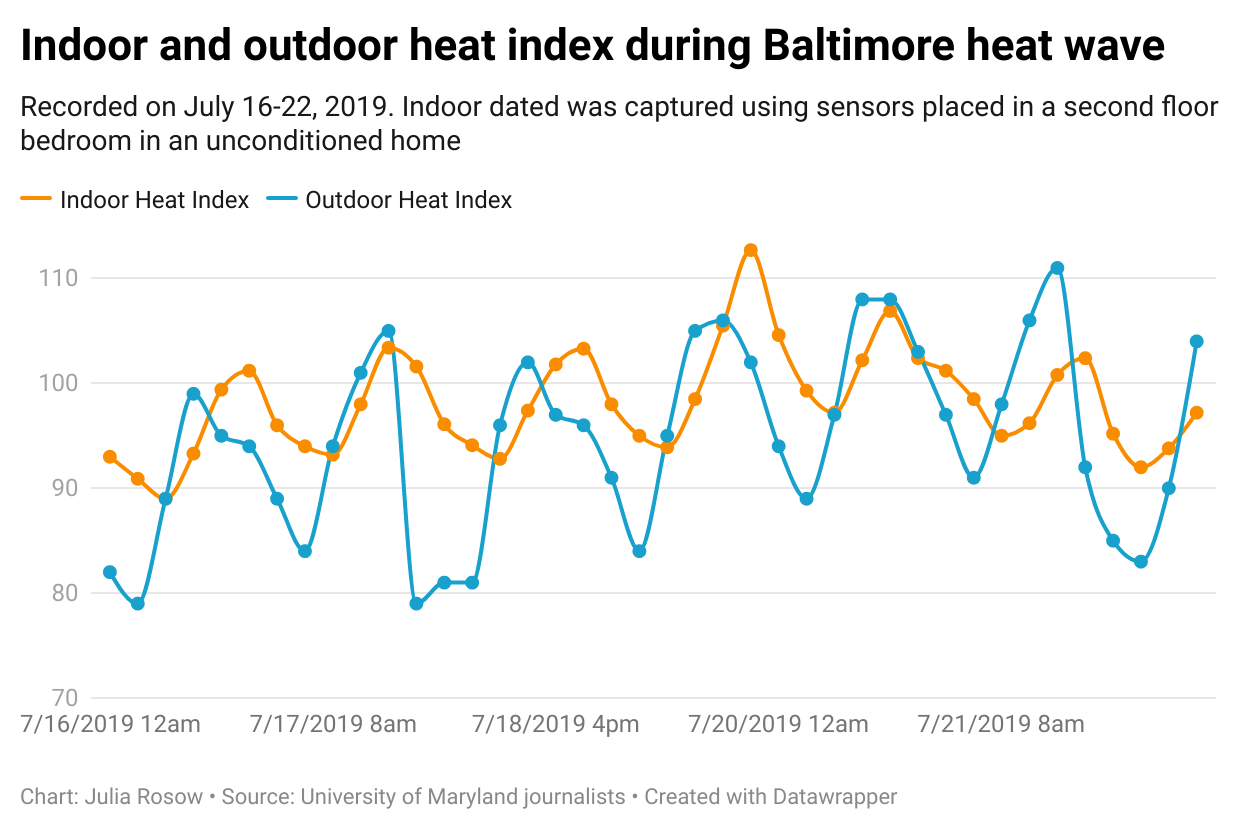 Indoor and outdoor heat index during Baltimore heat wave
Recorded on July 16-22, 2019. Indoor dated was captured using sensors placed in a second floor
bedroom in an unconditioned home
Indoor Heat Index Outdoor Heat Index
110
100
90
80
70
7/16/2019 12am 7/17/2019 8am 7/18/2019 4pm 7/20/2019 12am 7/21/2019 8am
Chart: Julia Rosow • Source: University of Maryland journalists • Created with Datawrapper